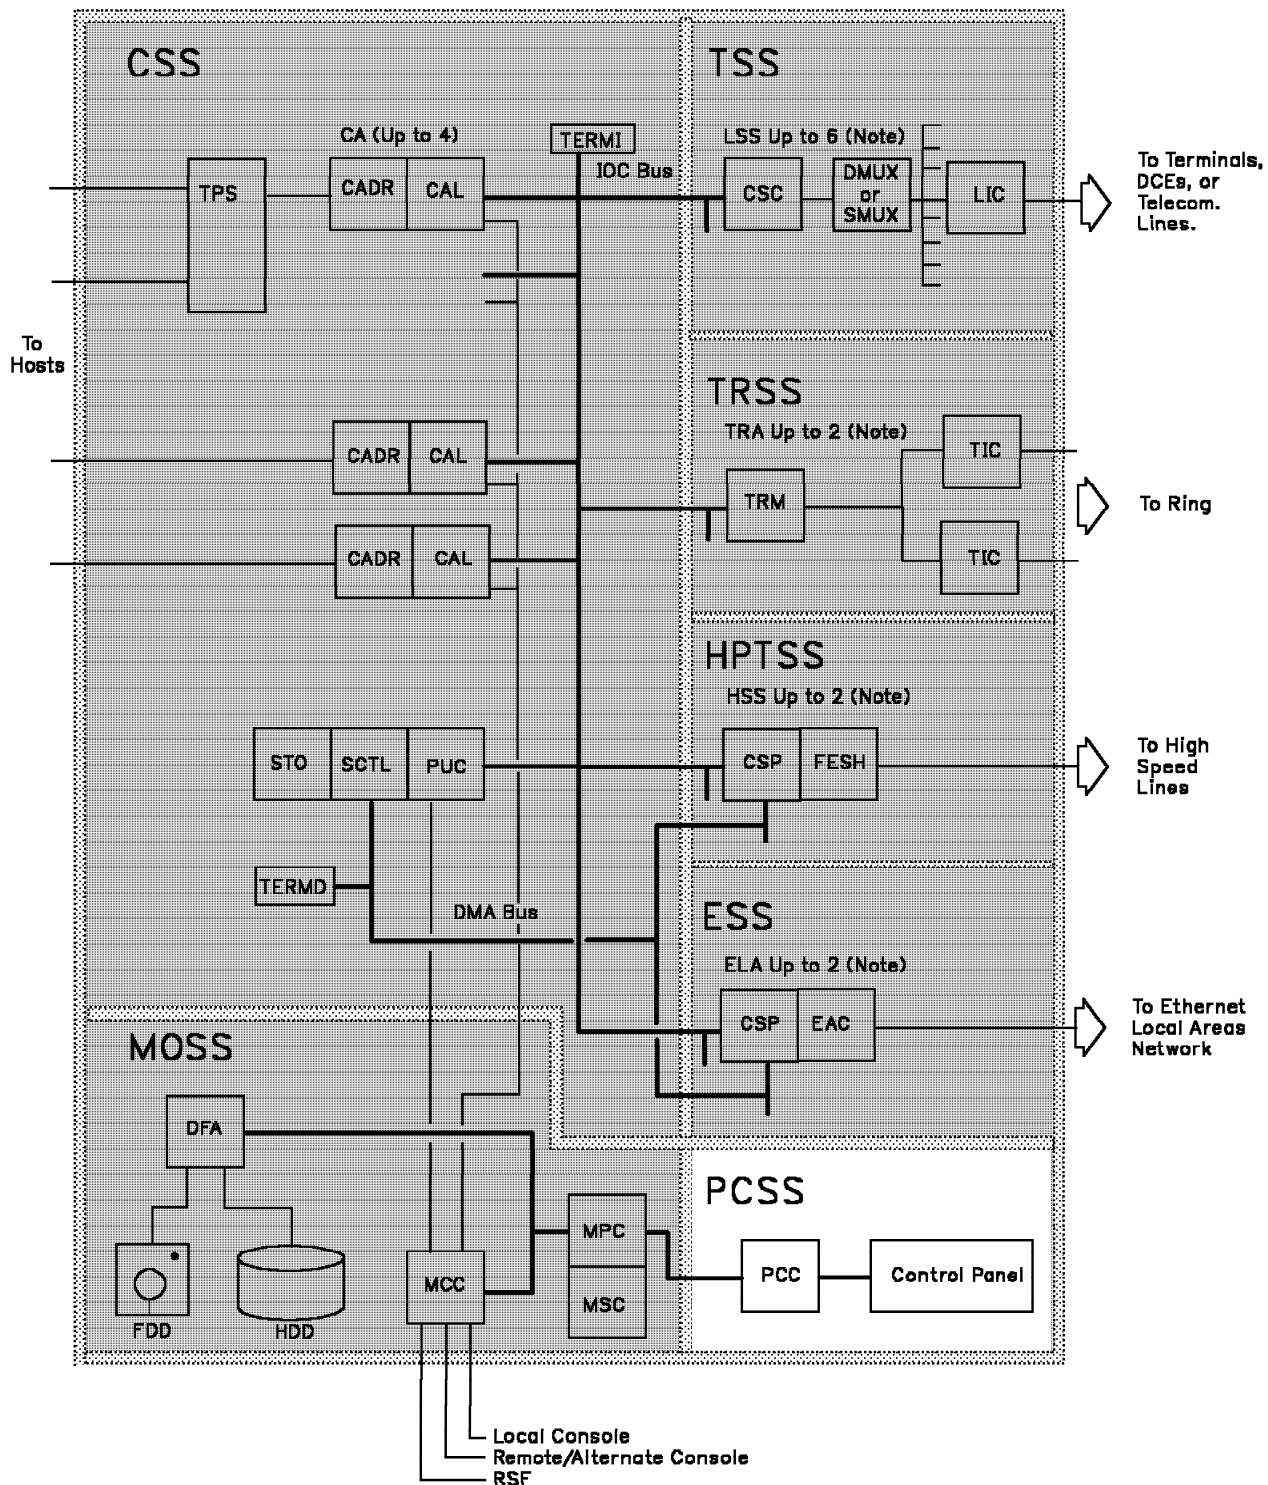 CSS
TSS
CA (Up to 4)
TERMI
LSS Up to 6 (Note)
IOC Bus
TPS
CADR
CAL
CSC
DMUX
or
SMUX
LIC
To Terminals,
DCEs, or
Telecom.
Lines.
To
Hosts
TRSS
TRA Up to 2 (Note)
CADR
CAL
TIC
TRM
To Ring
CADR
CAL
TIC
HPTSS
HSS Up to 2 (Note)
STO
SCTL
PUC
CSP
FESH
To High
Speed
Lines
TERMD
DMA Bus
ESS
ELA Up to 2 (Note)
CSP
EAC
To Ethernet
Local Areas
Network
MOSS
DFA
PCSS
MPC
MCC
MSC
PCC
Control Panel
FDD
HDD
Local Console
Remote/Alternate Console
RSF